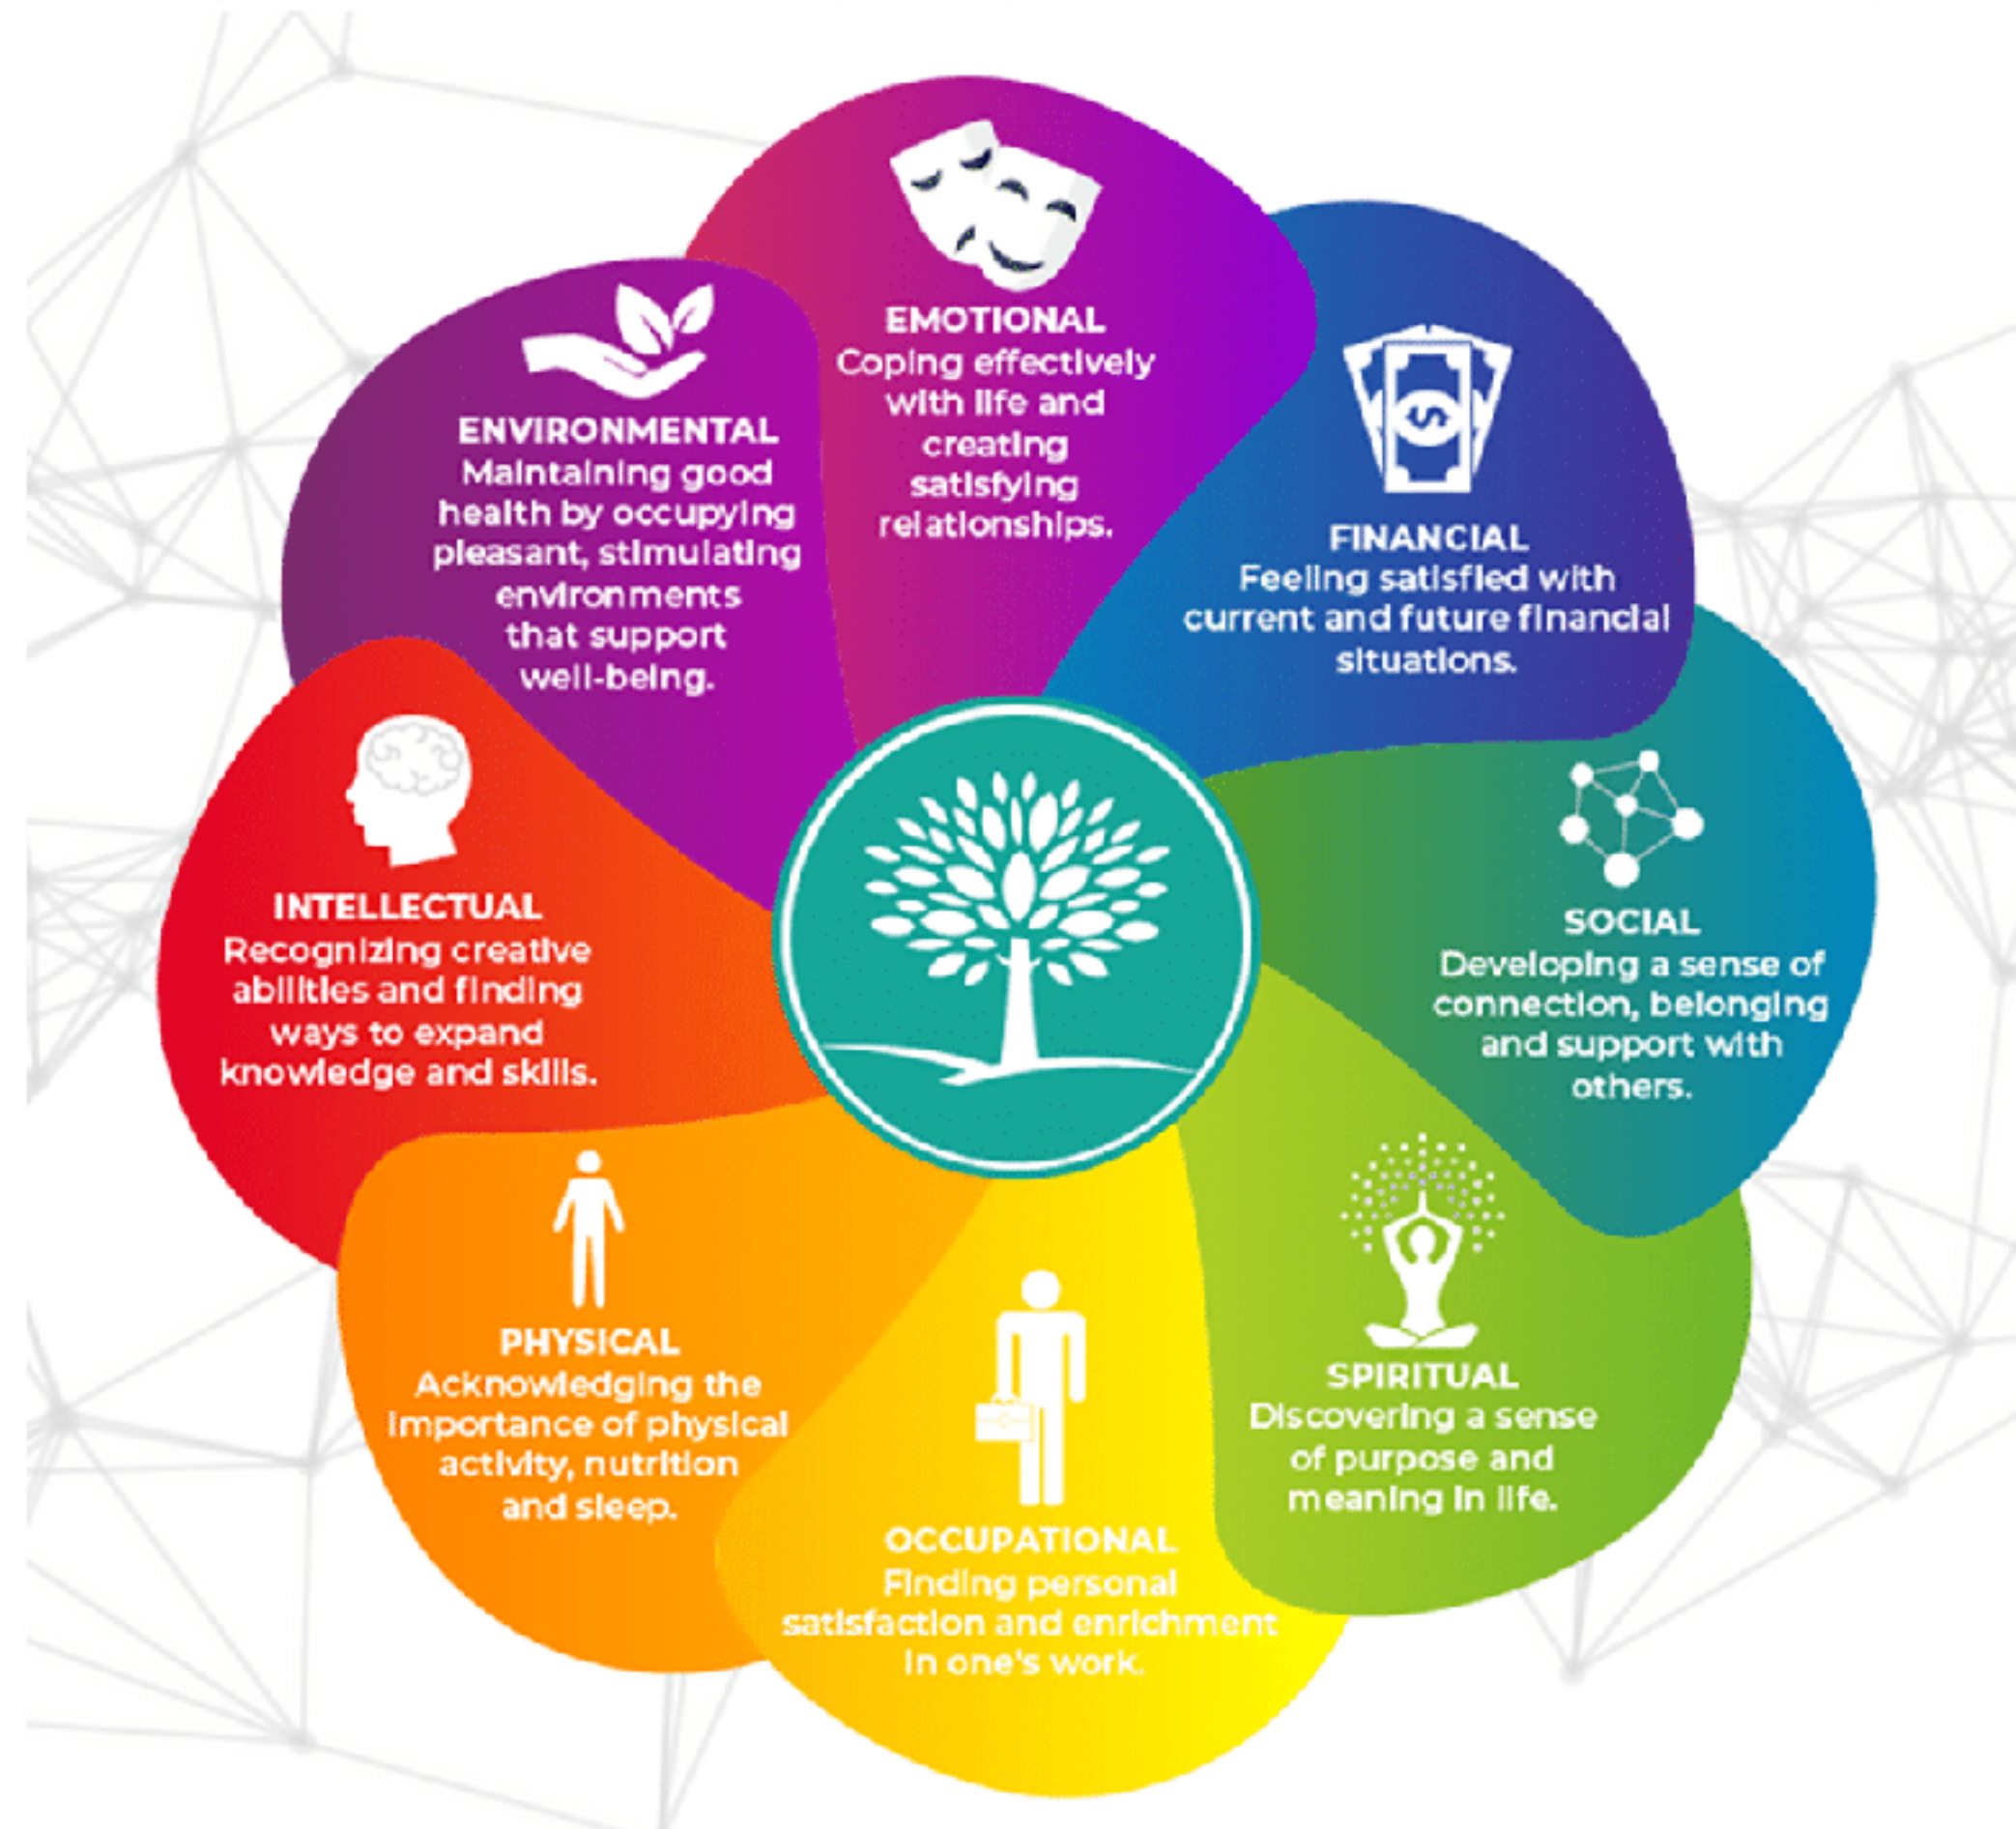 EMOTIONAL
Coping effectively
with life and
creating
satisfying
relationships.
FINANCIAL
Feeling satisfied with
current and future financial
situations.
SOCIAL
Developing a sense of
connection, belonging
and support with
others.
SPIRITUAL
Discovering a sense
of purpose and
meaning in life.
OCCUPATIONAL
Finding personal
satisfaction and enrichment
in one's work.
PHYSICAL
Acknowledging the
importance of physical
activity, nutrition
and sleep.
INTELLECTUAL
Recognizing creative
abilities and finding
ways to expand
knowledge and skills.
ENVIRONMENTAL
Maintaining good
health by occupying
pleasant, stimulating
environments
that support
well-being.
$